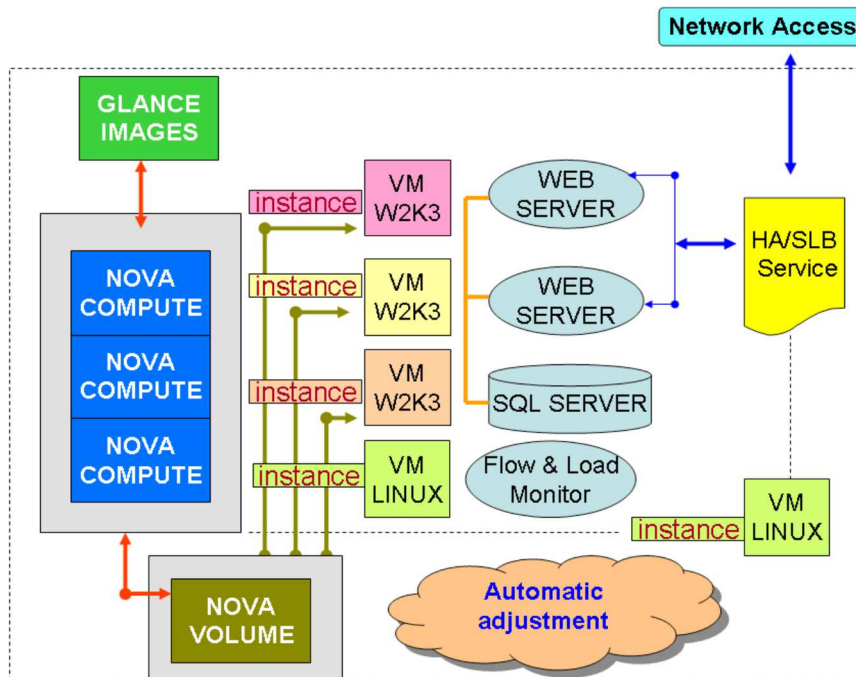 Network Access
GLANCE
IMAGES
instance
VM
W2K3
WEB
SERVER
HA/SLB
Service
NOVA
COMPUTE
instance
VM
W2K3
WEB
SERVER
NOVA
COMPUTE
instance
VM
W2K3
SQL SERVER
NOVA
COMPUTE
instance
VM
LINUX
Flow & Load
Monitor
instance
VM
LINUX
NOVA
VOLUME
Automatic
adjustment